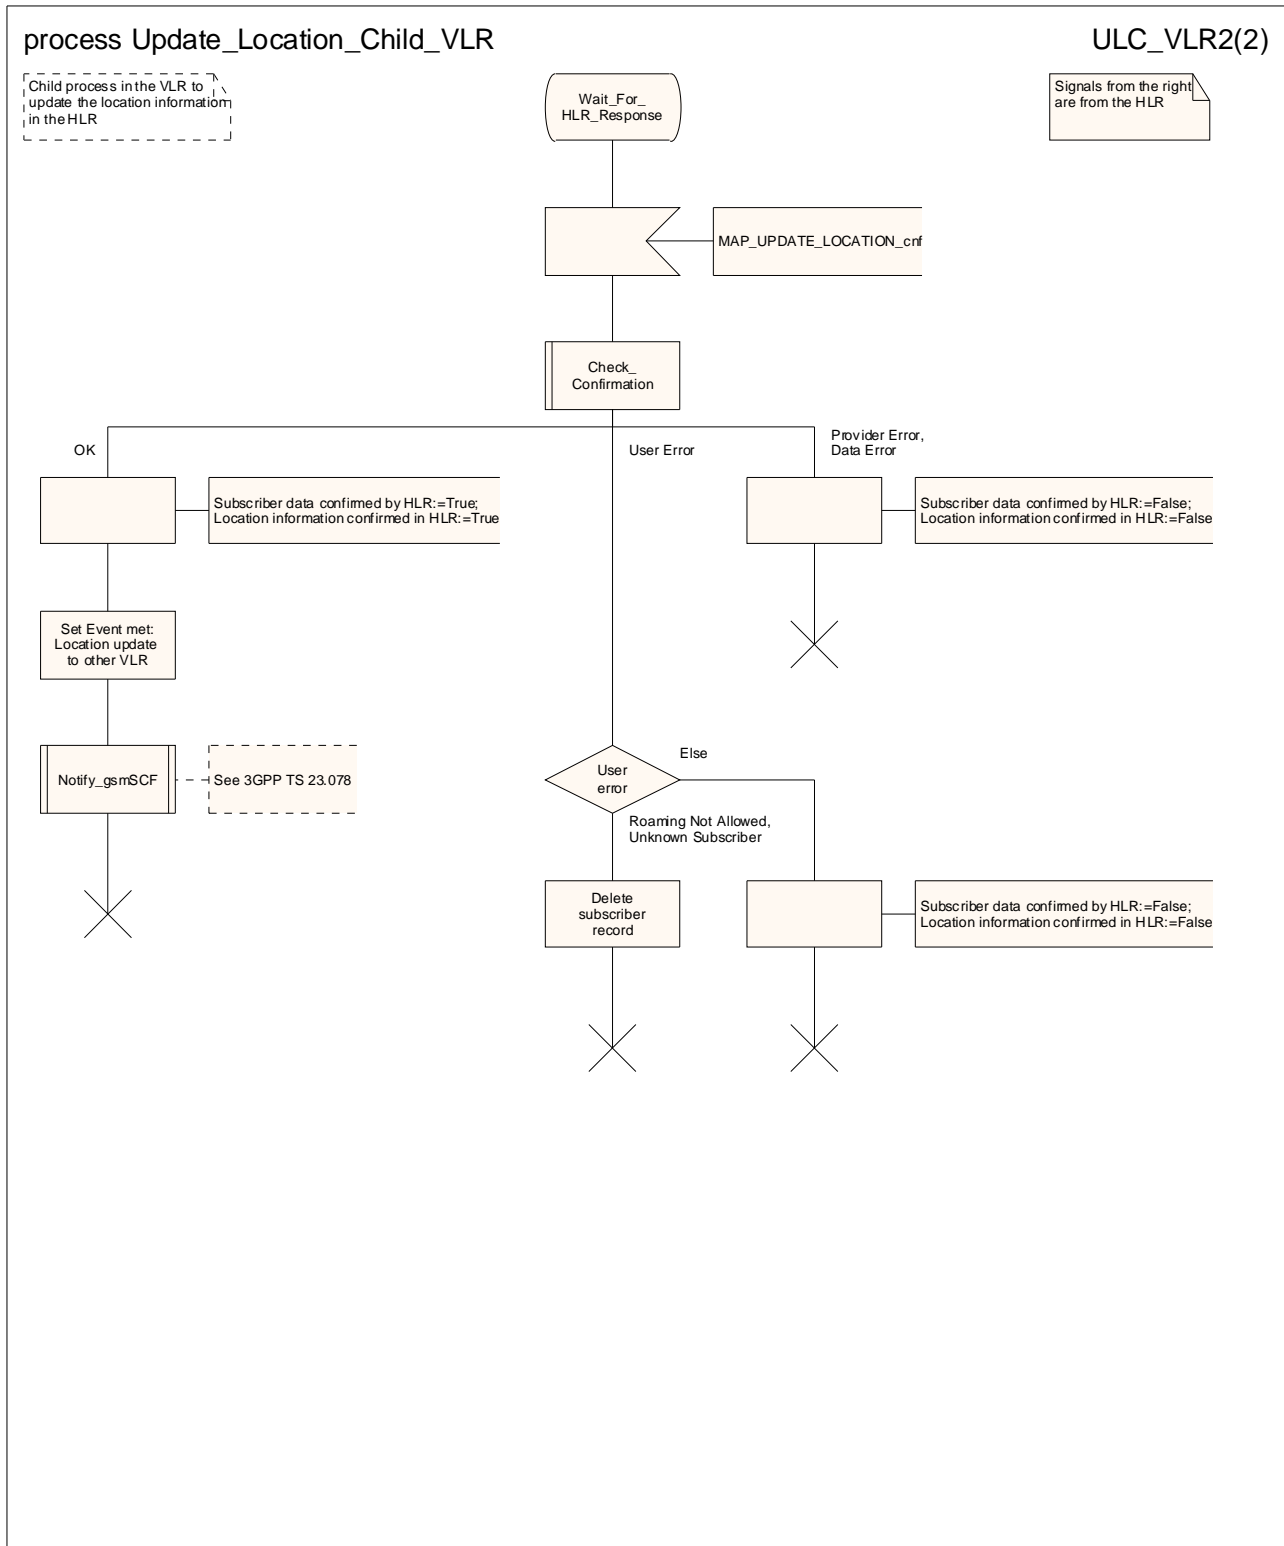 process Update_Location_Child_VLR
ULC_VLR2(2)
Child process in the VLR to
update the location information
in the HLR
Wait_For_
HLR_Response
Signals from the right
are from the HLR
MAP_UPDATE_LOCATION_cnf
Check_
Confirmation
OK
User Error
Provider Error,
Data Error
Subscriber data confirmed by HLR:=True;
Location information confirmed in HLR:=True
Subscriber data confirmed by HLR:=False;
Location information confirmed in HLR:=False
Set Event met:
Location update
to other VLR
Notify_gsmSCF
See 3GPP TS 23.078
User
error
Else
Roaming Not Allowed,
Unknown Subscriber
Delete
subscriber
record
Subscriber data confirmed by HLR:=False;
Location information confirmed in HLR:=False